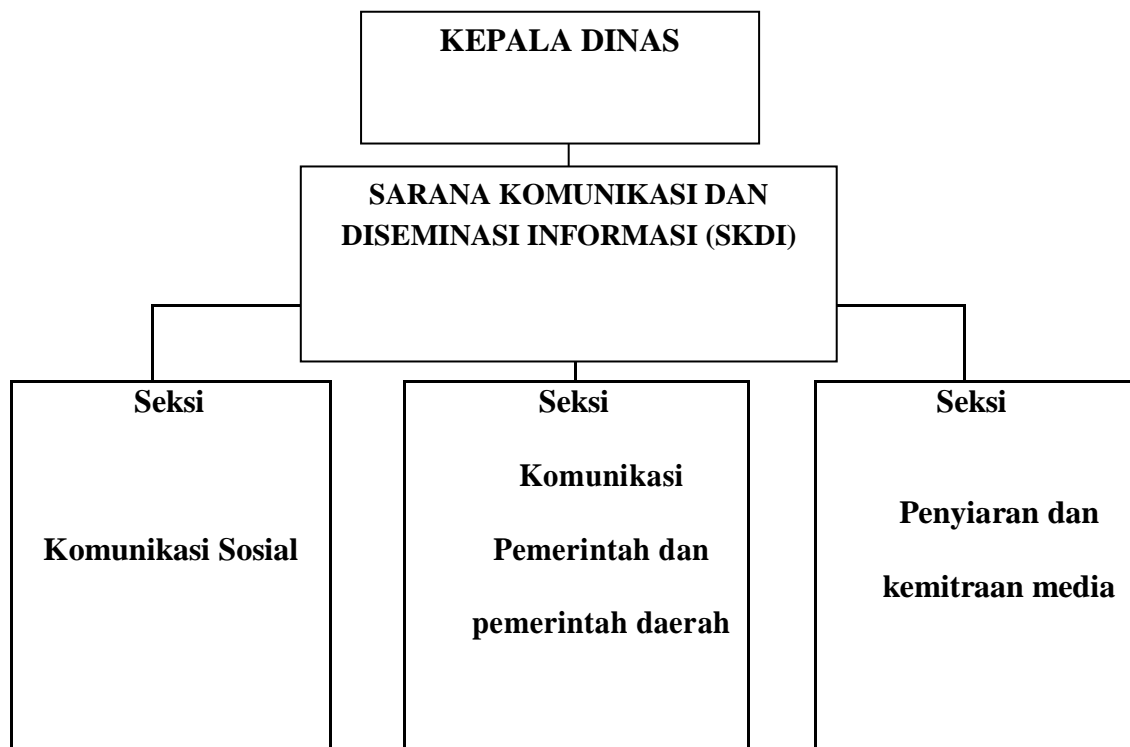 KEPALA DINAS
SARANA KOMUNIKASI DAN
DISEMINASI INFORMASI (SKDI)
Seksi
Komunikasi Sosial
Seksi
Komunikasi
Pemerintah dan
pemerintah daerah
Seksi
Penyiaran dan
kemitraan media